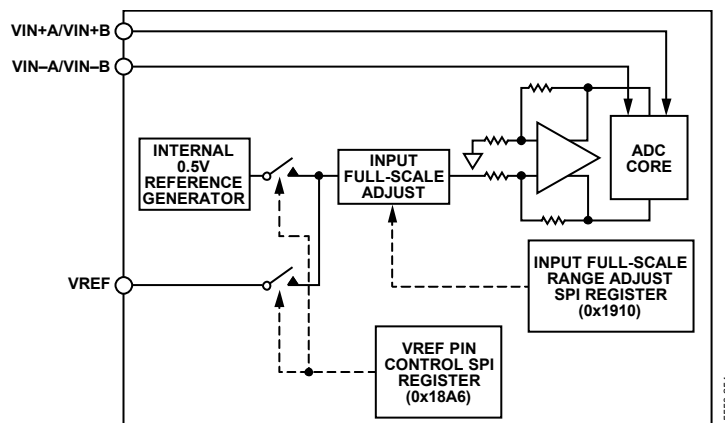 VIN+A/VIN+B
VIN–A/VIN–B
INTERNAL
0.5V
REFERENCE
GENERATOR
INPUT
FULL-SCALE
ADJUST
ADC
CORE
VREF
INPUT FULL-SCALE
RANGE ADJUST
SPI REGISTER
(0x1910)
VREF PIN
CONTROL SPI
REGISTER
(0x18A6)